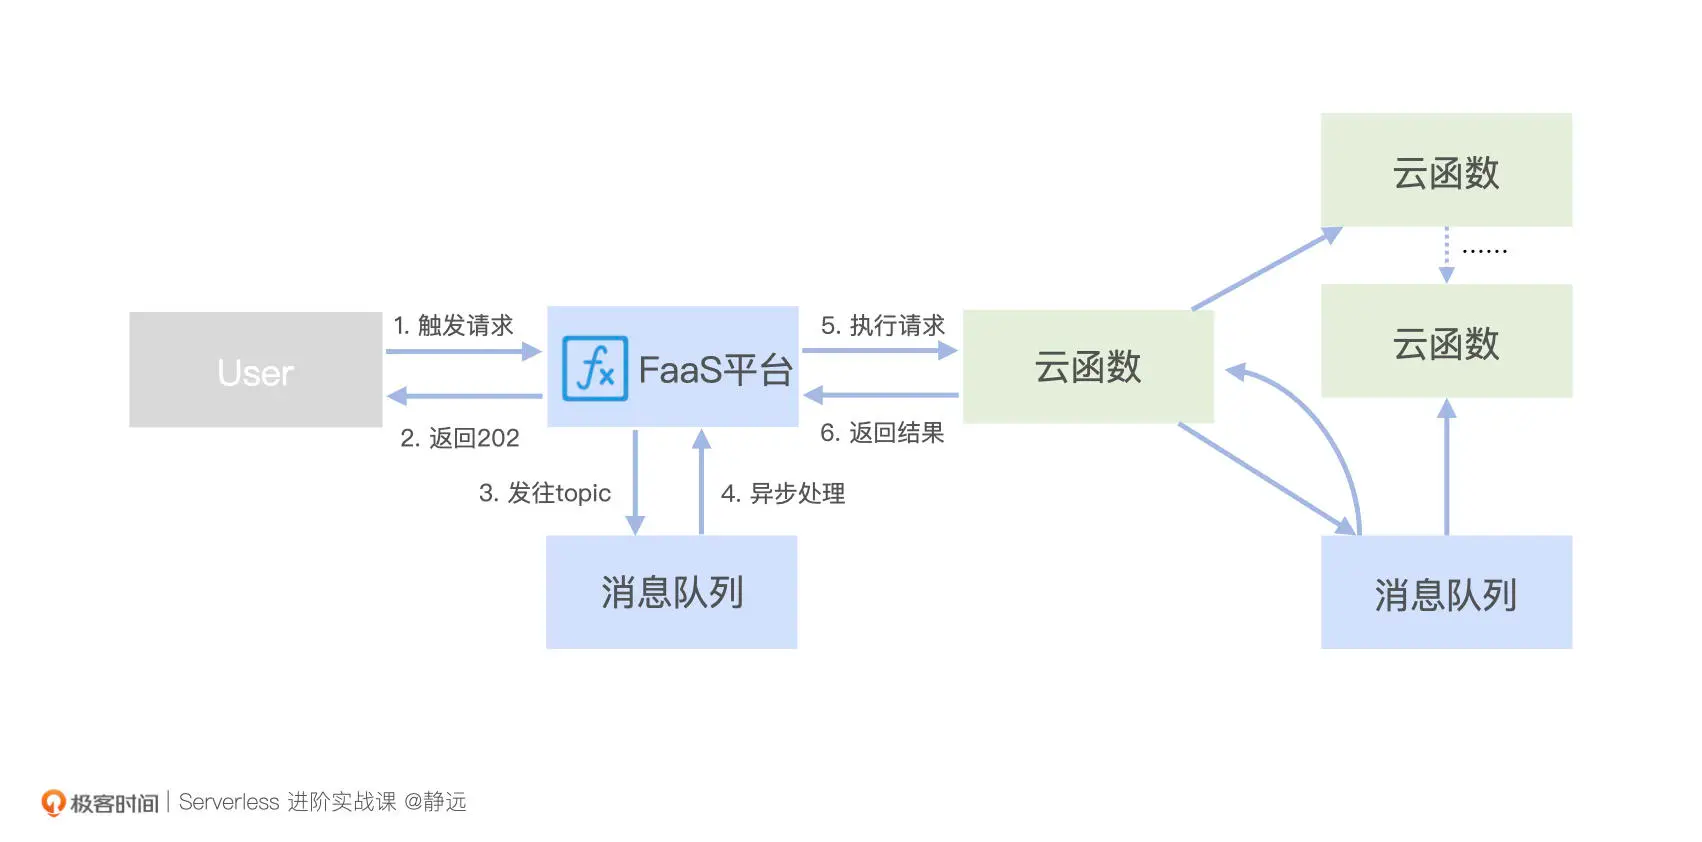 云函数
......
云函数
1. 触发请求
5. 执行请求
User
fx
FaaS平台
云函数
2. 返回202
6. 返回结果
3. 发往topic
4. 异步处理
消息队列
消息队列
极客时间 | Serverless 进阶实战课 @静远